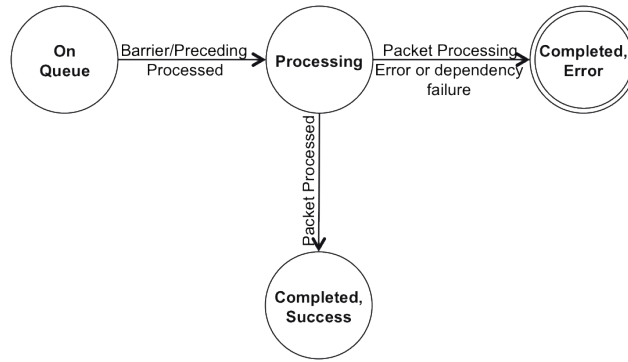 On
Queue
Barrier/Preceding
Processed
Processing
Packet Processing
Error or dependency
failure
Completed,
Error
Packet Processed
Completed,
Success